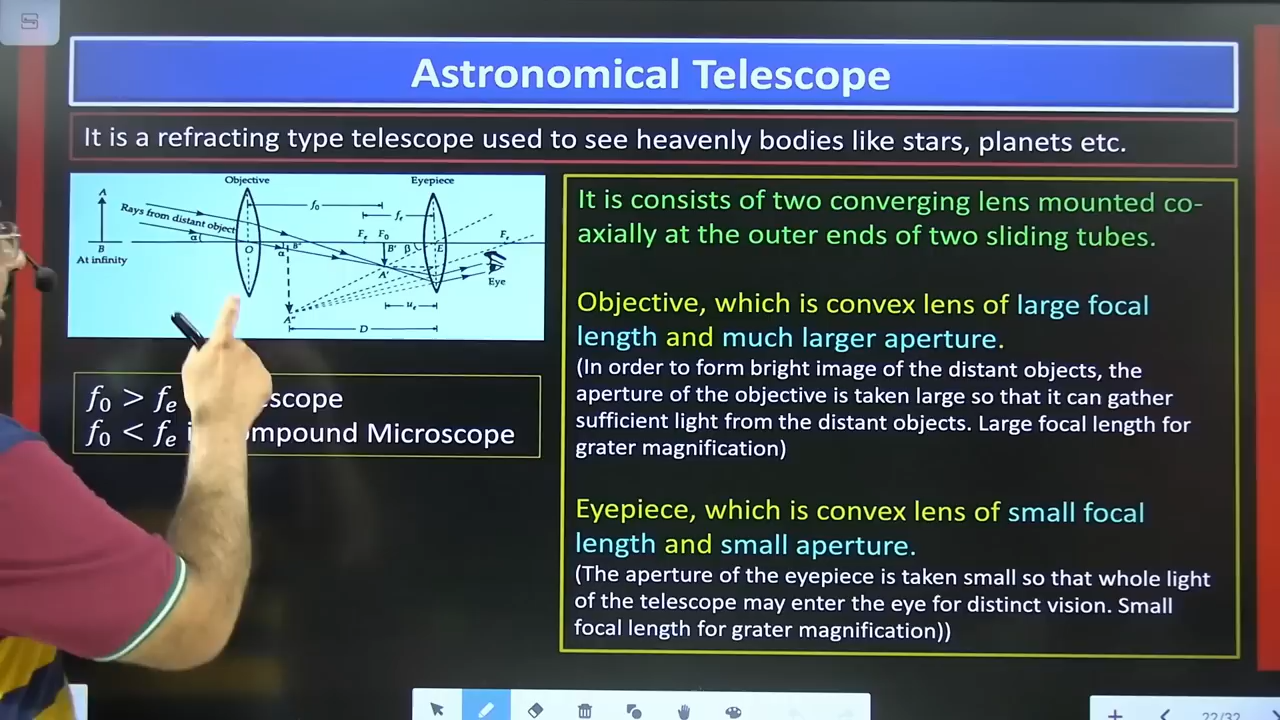 Astronomical Telescope
It is a refracting type telescope used to see heavenly bodies like stars, planets etc.
Objective
Eyepiece
A
f₀
fₑ
Rays from distant object
α
O
B"
α
Fₑ
F₀
B'
β
E
Fₑ
B
At infinity
A'
Eye
A"
uₑ
D
f₀ > fₑ
scope
f₀ < fₑ
ompound Microscope
It is consists of two converging lens mounted co-
axially at the outer ends of two sliding tubes.
Objective, which is convex lens of large focal
length and much larger aperture.
(In order to form bright image of the distant objects, the
aperture of the objective is taken large so that it can gather
sufficient light from the distant objects. Large focal length for
grater magnification)
Eyepiece, which is convex lens of small focal
length and small aperture.
(The aperture of the eyepiece is taken small so that whole light
of the telescope may enter the eye for distinct vision. Small
focal length for grater magnification))
22/32